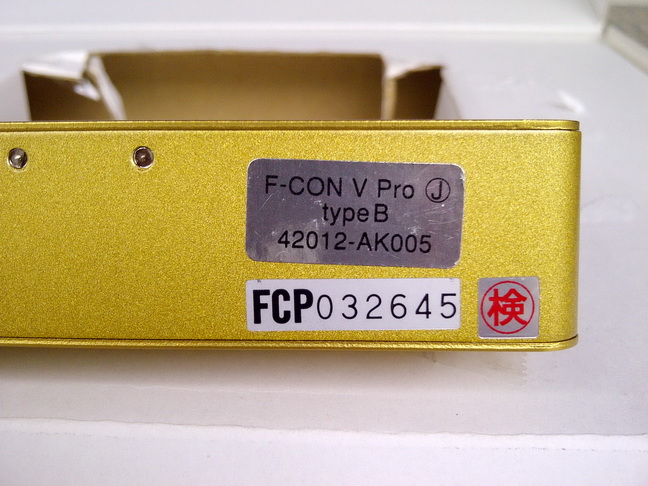 F-CON V Pro Ⓙ
type B
42012-AK005
FCP032645
検